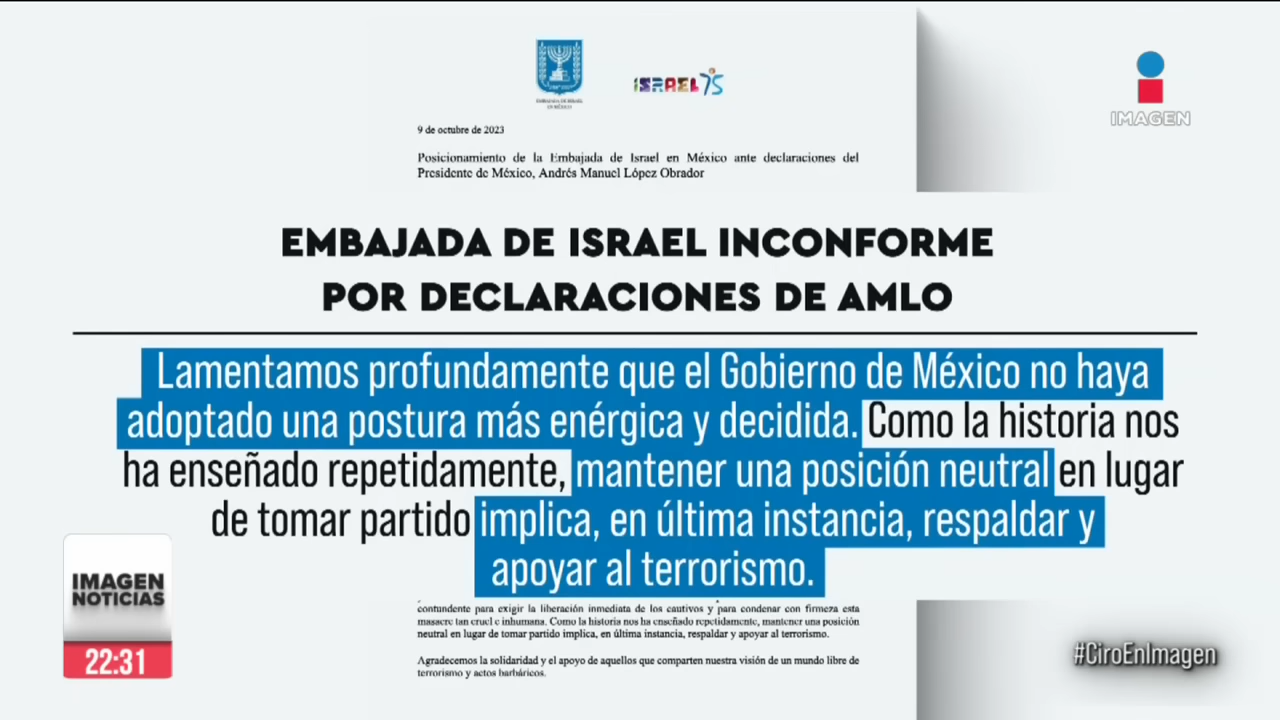 EMBAJADA DE ISRAEL
EN MÉXICO
ISRAEL 75
IMAGEN
9 de octubre de 2023
Posicionamiento de la Embajada de Israel en México ante declaraciones del
Presidente de México, Andrés Manuel López Obrador
EMBAJADA DE ISRAEL INCONFORME
POR DECLARACIONES DE AMLO
Lamentamos profundamente que el Gobierno de México no haya
adoptado una postura más enérgica y decidida. Como la historia nos
ha enseñado repetidamente, mantener una posición neutral en lugar
de tomar partido implica, en última instancia, respaldar y
apoyar al terrorismo.
IMAGEN
NOTICIAS
22:31
contundente para exigir la liberación inmediata de los cautivos y para condenar con firmeza esta
masacre tan cruel e inhumana. Como la historia nos ha enseñado repetidamente, mantener una posición
neutral en lugar de tomar partido implica, en última instancia, respaldar y apoyar al terrorismo.
Agradecemos la solidaridad y el apoyo de aquellos que comparten nuestra visión de un mundo libre de
terrorismo y actos barbáricos.
#CiroEnImagen